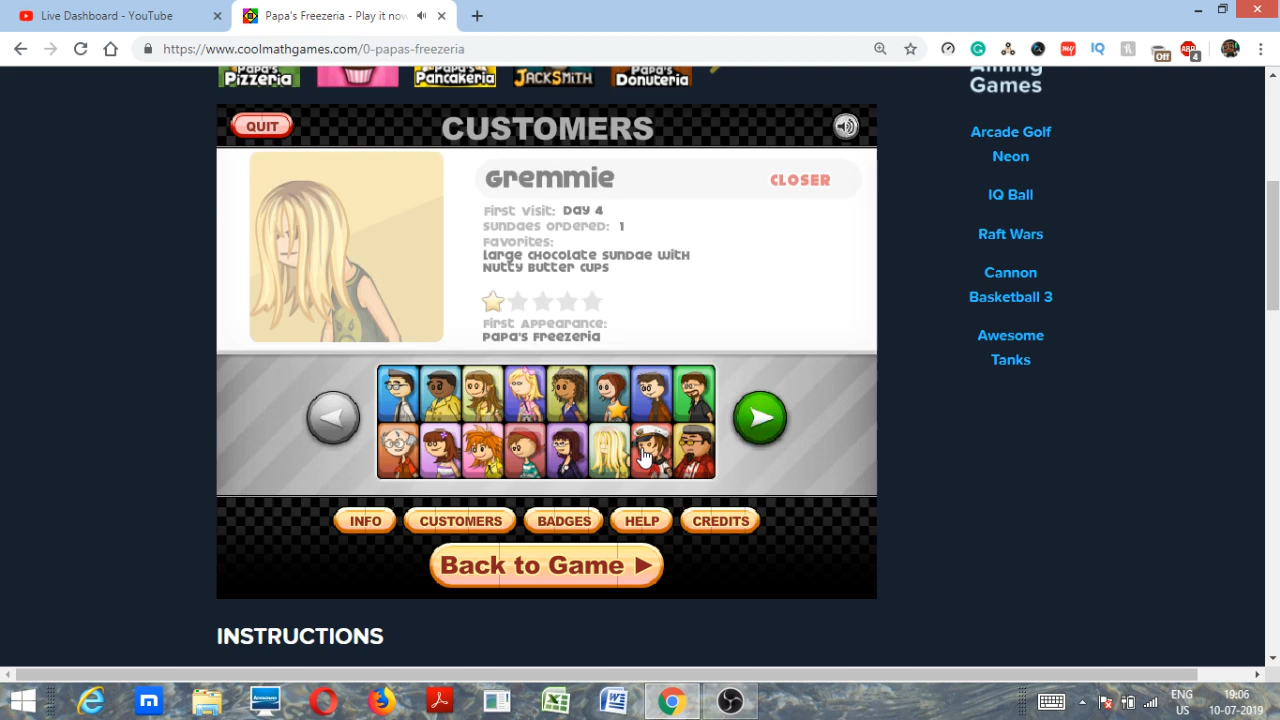 Live Dashboard - YouTube
Papa's Freezeria - Play it now
https://www.coolmathgames.com/0-papas-freezeria
IQ
Off
4
Pizzeria
Papa's Pancakeria
JACKSMITH
Papa's Donuteria
Games
QUIT
CUSTOMERS
Gremmie
CLOSER
First Visit: Day 4
Sundaes Ordered: 1
Favorites:
Large Chocolate Sundae with
Nutty Butter Cups
First Appearance:
Papa's Freezeria
INFO
CUSTOMERS
BADGES
HELP
CREDITS
Back to Game
INSTRUCTIONS
Arcade Golf
Neon
IQ Ball
Raft Wars
Cannon
Basketball 3
Awesome
Tanks
ENG
US
19:06
10-07-2019